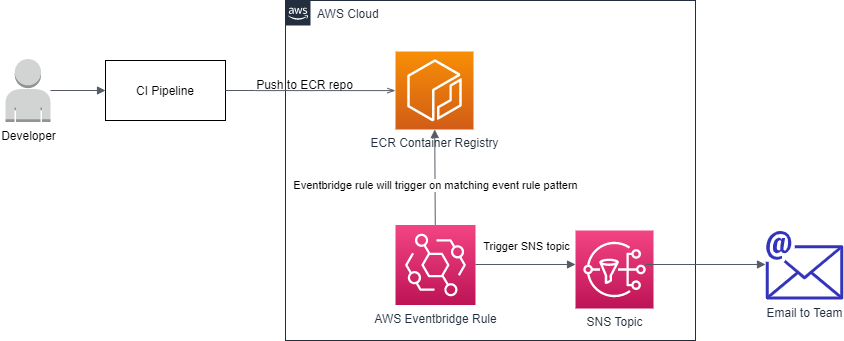 aws
AWS Cloud
Developer
CI Pipeline
Push to ECR repo
ECR Container Registry
Eventbridge rule will trigger on matching event rule pattern
AWS Eventbridge Rule
Trigger SNS topic
SNS Topic
@
Email to Team